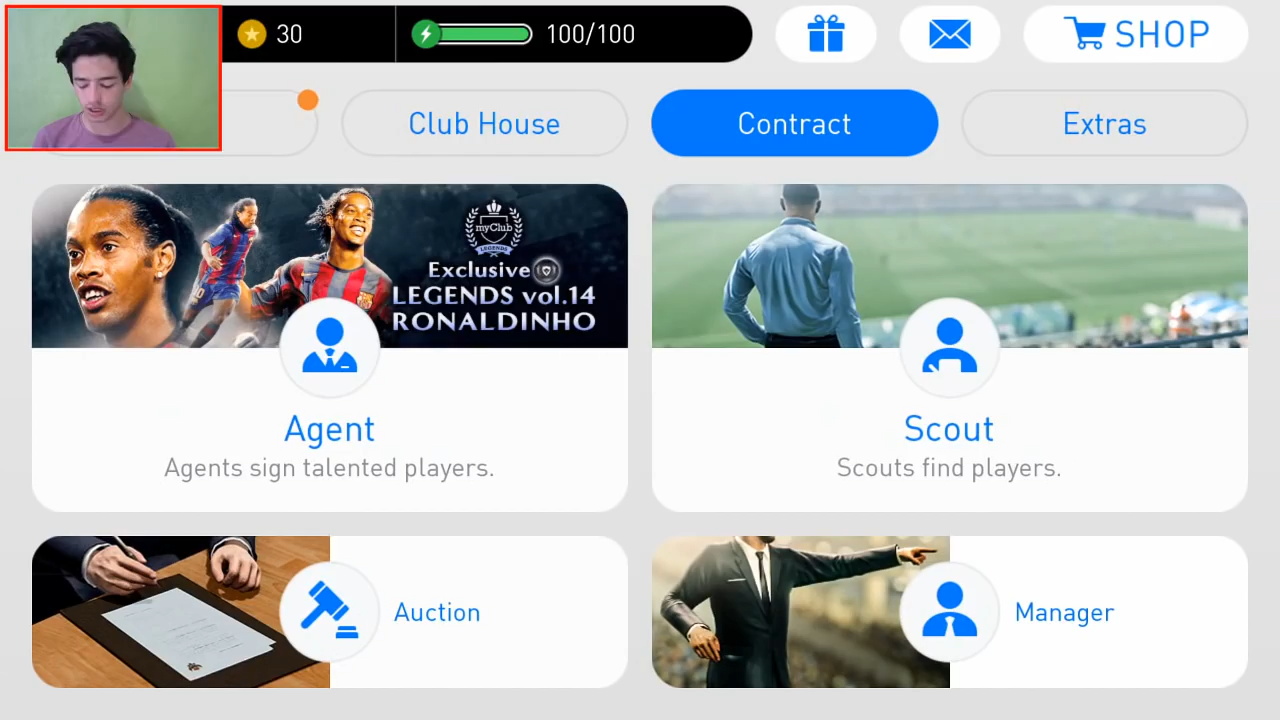 30
100/100
SHOP
Club House
Contract
Extras
myClub
LEGENDS
Exclusive
LEGENDS vol.14
RONALDINHO
Agent
Agents sign talented players.
Scout
Scouts find players.
Auction
Manager